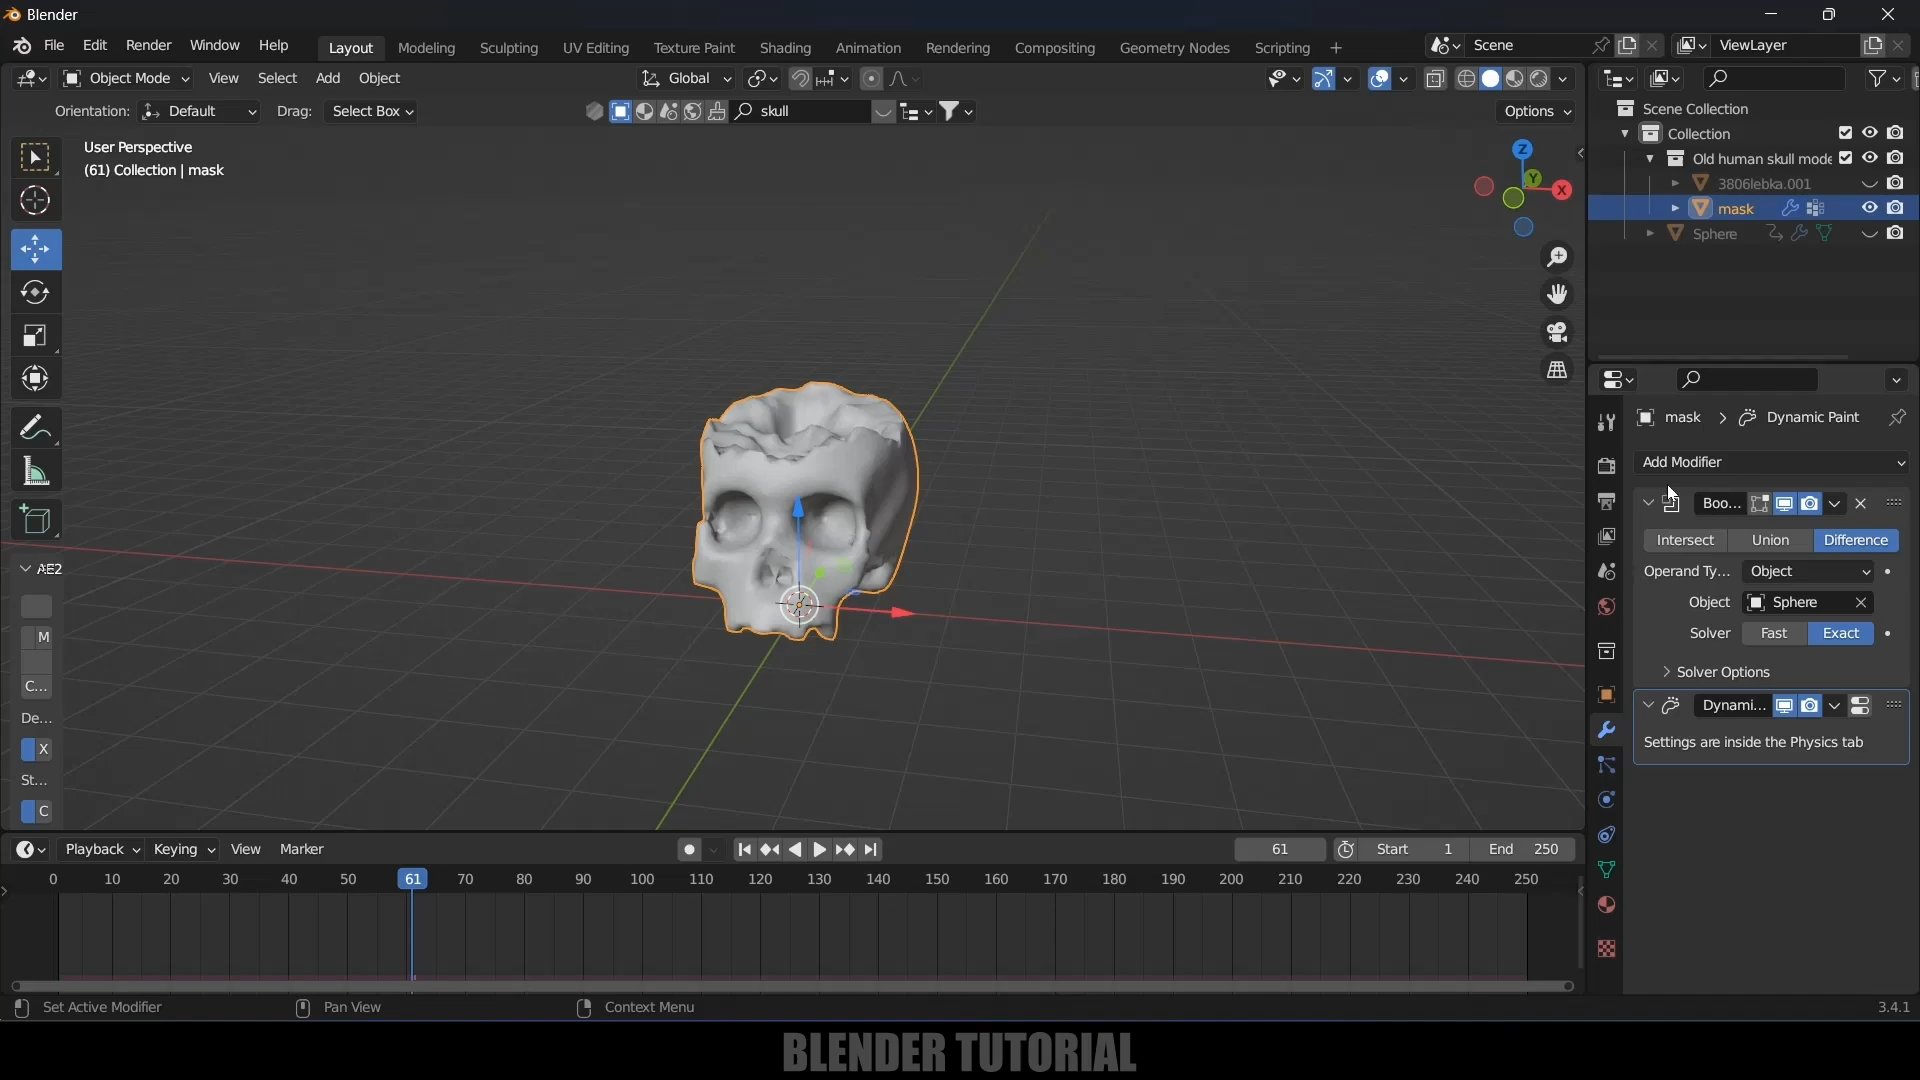 Blender
File Edit Render Window Help Layout Modeling Sculpting UV Editing Texture Paint Shading Animation Rendering Compositing Geometry Nodes Scripting + Scene ViewLayer
Object Mode View Select Add Object Global
Orientation: Default Drag: Select Box skull Options
User Perspective
(61) Collection | mask
Z
Y
X
Scene Collection
Collection
Old human skull mode
3806lebka.001
mask
Sphere
mask > Dynamic Paint
Add Modifier
Boo...
Intersect Union Difference
Operand Ty... Object
Object Sphere
Solver Fast Exact
Solver Options
Dynami...
Settings are inside the Physics tab
M
C...
De...
X
St...
C
Playback Keying View Marker 61 Start 1 End 250
0 10 20 30 40 50 61 70 80 90 100 110 120 130 140 150 160 170 180 190 200 210 220 230 240 250
Set Active Modifier Pan View Context Menu 3.4.1
BLENDER TUTORIAL